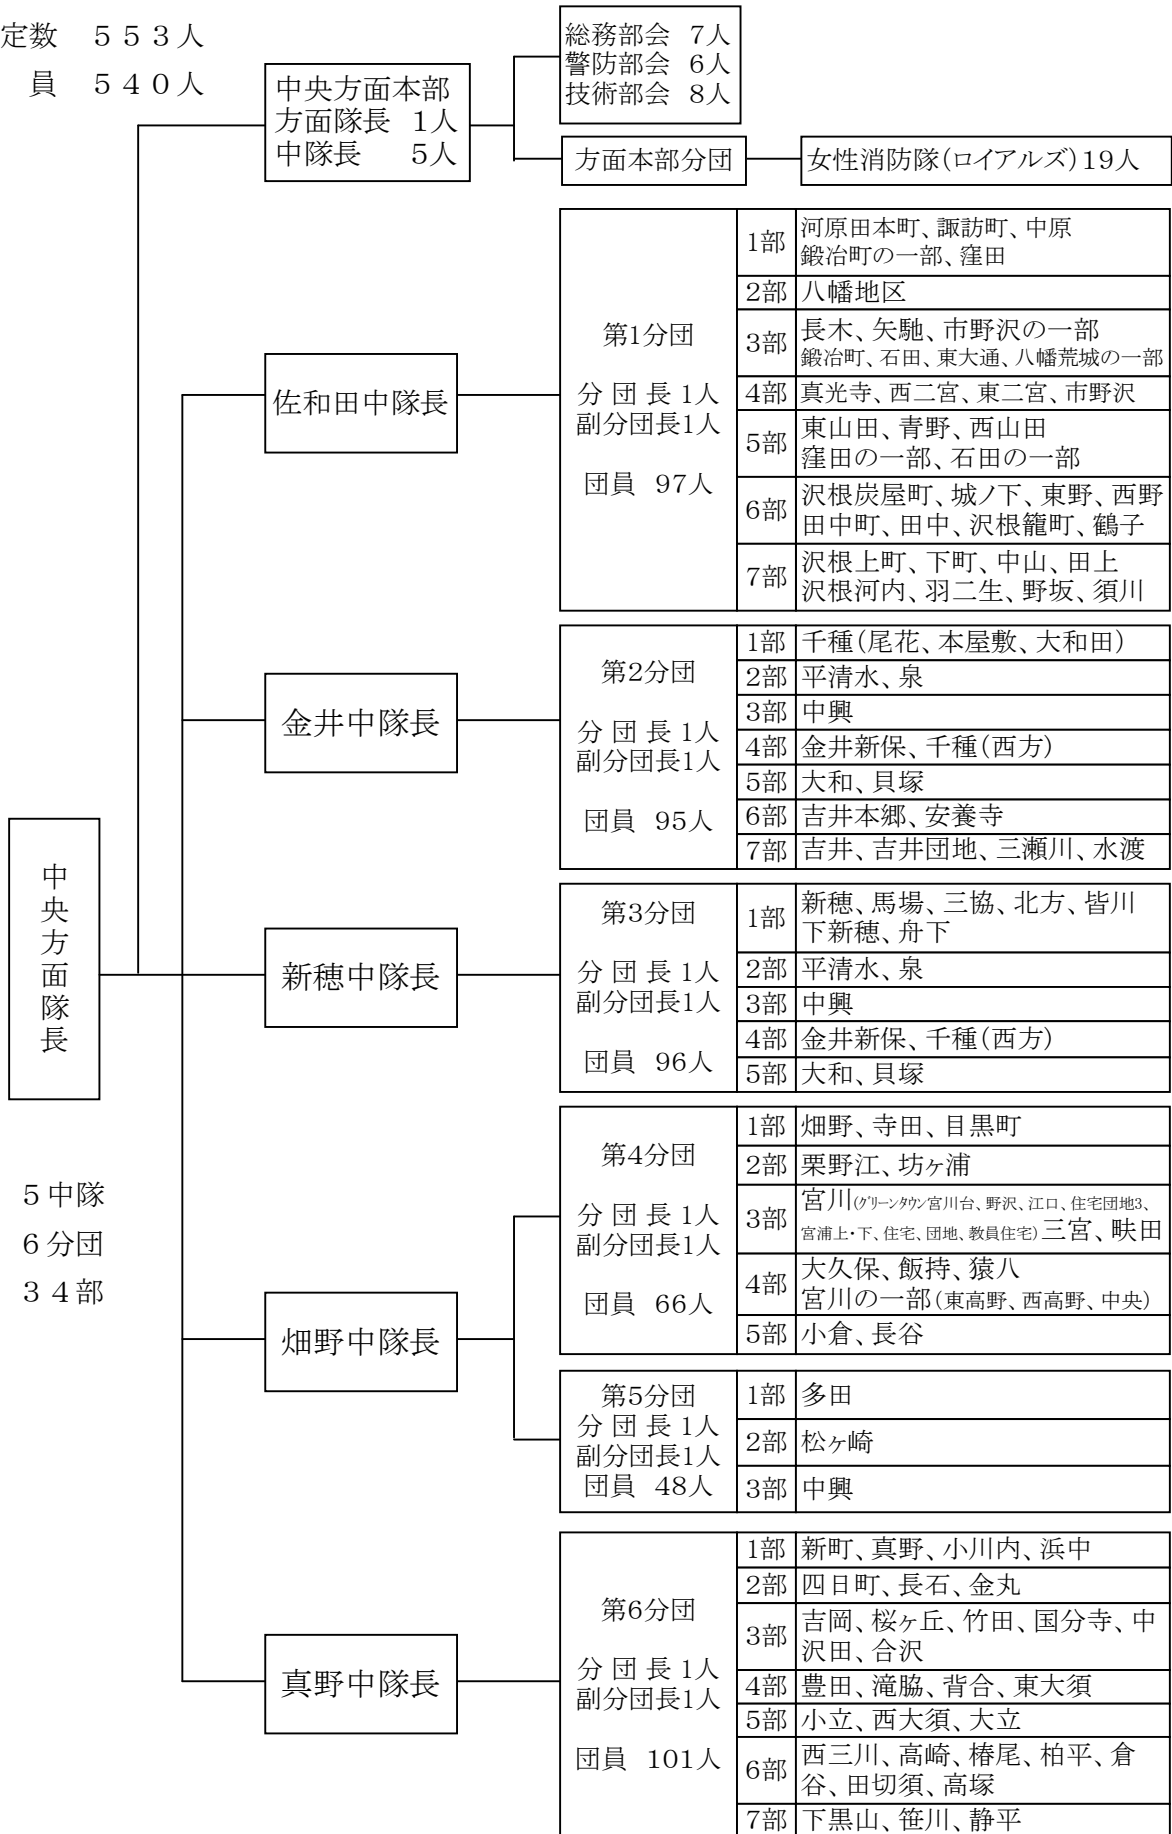 定数　５５３人
員　５４０人
中央方面本部
方面隊長　1人
中隊長　　5人
総務部会　7人
警防部会　6人
技術部会　8人
方面本部分団
女性消防隊(ロイアルズ)19人
中央方面隊長
5中隊
6分団
34部
佐和田中隊長
第1分団
分団長1人
副分団長1人
団員　97人
1部
河原田本町、諏訪町、中原
鍛冶町の一部、窪田
2部　八幡地区
3部
長木、矢馳、市野沢の一部
鍛冶町、石田、東大通、八幡荒城の一部
4部　真光寺、西二宮、東二宮、市野沢
5部
東山田、青野、西山田
窪田の一部、石田の一部
6部
沢根炭屋町、城ノ下、東野、西野
田中町、田中、沢根籠町、鶴子
7部
沢根上町、下町、中山、田上
沢根河内、羽二生、野坂、須川
金井中隊長
第2分団
分団長1人
副分団長1人
団員　95人
1部　千種(尾花、本屋敷、大和田)
2部　平清水、泉
3部　中興
4部　金井新保、千種(西方)
5部　大和、貝塚
6部　吉井本郷、安養寺
7部　吉井、吉井団地、三瀬川、水渡
新穂中隊長
第3分団
分団長1人
副分団長1人
団員　96人
1部
新穂、馬場、三協、北方、皆川
下新穂、舟下
2部　平清水、泉
3部　中興
4部　金井新保、千種(西方)
5部　大和、貝塚
畑野中隊長
第4分団
分団長1人
副分団長1人
団員　66人
1部　畑野、寺田、目黒町
2部　栗野江、坊ヶ浦
3部
宮川(グリーンタウン宮川台、野沢、江口、住宅団地3、
宮浦上・下、住宅、団地、教員住宅)三宮、畉田
4部
大久保、飯持、猿八
宮川の一部(東高野、西高野、中央)
5部　小倉、長谷
第5分団
分団長1人
副分団長1人
団員　48人
1部　多田
2部　松ヶ崎
3部　中興
真野中隊長
第6分団
分団長1人
副分団長1人
団員　101人
1部　新町、真野、小川内、浜中
2部　四日町、長石、金丸
3部
吉岡、桜ヶ丘、竹田、国分寺、中
沢田、合沢
4部　豊田、滝脇、背合、東大須
5部　小立、西大須、大立
6部
西三川、高崎、椿尾、柏平、倉
谷、田切須、高塚
7部　下黒山、笹川、静平